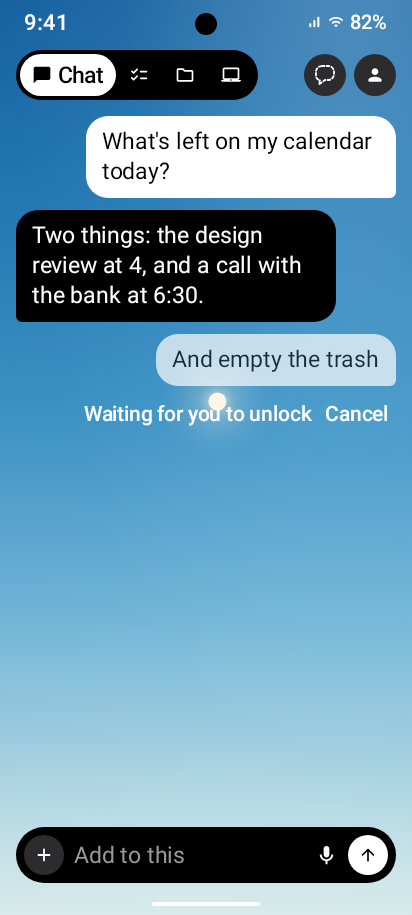 9:41
82%
Chat
What's left on my calendar
today?
Two things: the design
review at 4, and a call with
the bank at 6:30.
And empty the trash
Waiting for you to unlock Cancel
Add to this